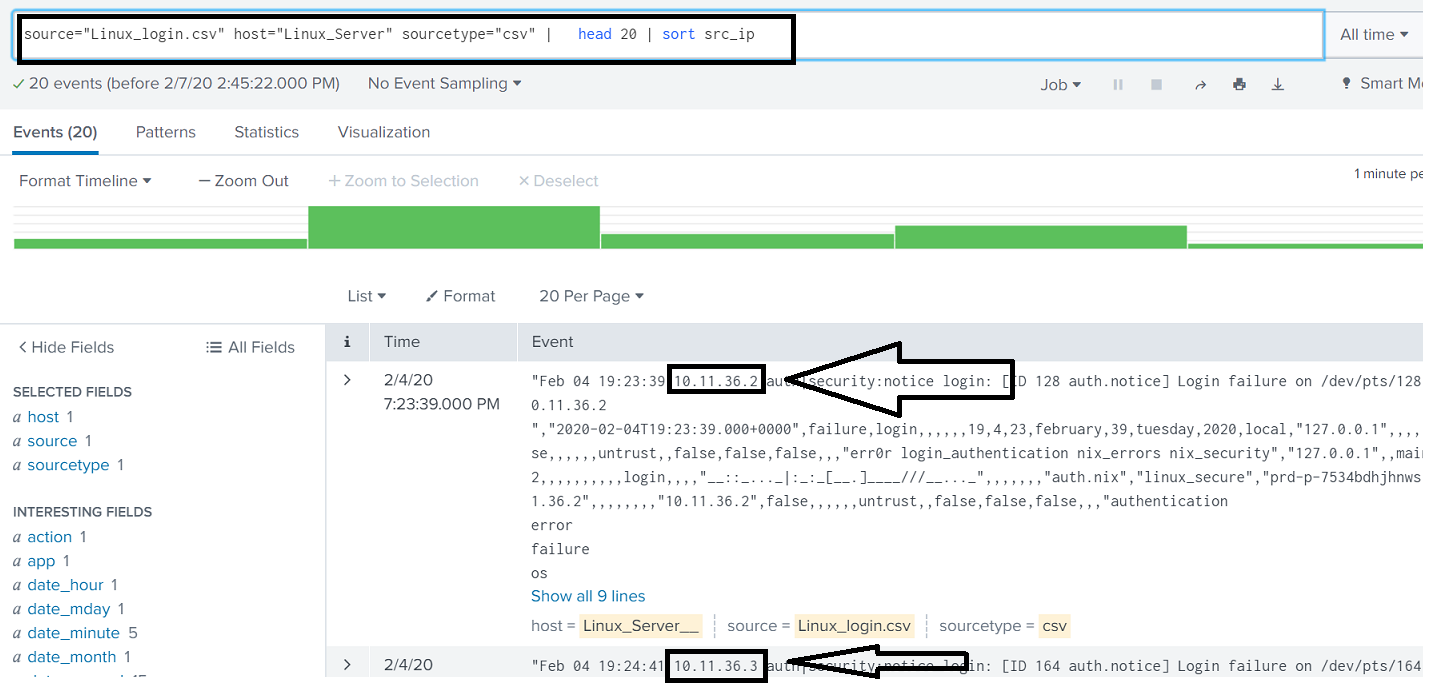 source="Linux_login.csv" host="Linux_Server" sourcetype="csv" | head 20 | sort src_ip
All time
20 events (before 2/7/20 2:45:22.000 PM) No Event Sampling Job Smart Mo
Events (20) Patterns Statistics Visualization
Format Timeline — Zoom Out + Zoom to Selection × Deselect
1 minute pe
List Format 20 Per Page
< Hide Fields All Fields
i Time Event
SELECTED FIELDS
a host 1
a source 1
a sourcetype 1
INTERESTING FIELDS
a action 1
a app 1
a date_hour 1
a date_mday 1
a date_minute 5
a date_month 1
> 2/4/20
7:23:39.000 PM
"Feb 04 19:23:39 10.11.36.2 auth|security:notice login: [ID 128 auth.notice] Login failure on /dev/pts/128
0.11.36.2
","2020-02-04T19:23:39.000+0000",failure,login,,,,,,19,4,23,february,39,tuesday,2020,local,"127.0.0.1",,,,
se,,,,,,untrust,,false,false,false,,,"err0r login_authentication nix_errors nix_security","127.0.0.1",,mai
2,,,,,,,,,,login,,,,"__::_..._|:_:_[__.]____///__..._",,,,,,,"auth.nix","linux_secure","prd-p-7534bdhjhnws
1.36.2",,,,,,,,"10.11.36.2",false,,,,,,untrust,,false,false,false,,,"authentication
error
failure
os
Show all 9 lines
host = Linux_Server__ source = Linux_login.csv sourcetype = csv
> 2/4/20
"Feb 04 19:24:41 10.11.36.3 auth|security:notice login: [ID 164 auth.notice] Login failure on /dev/pts/164